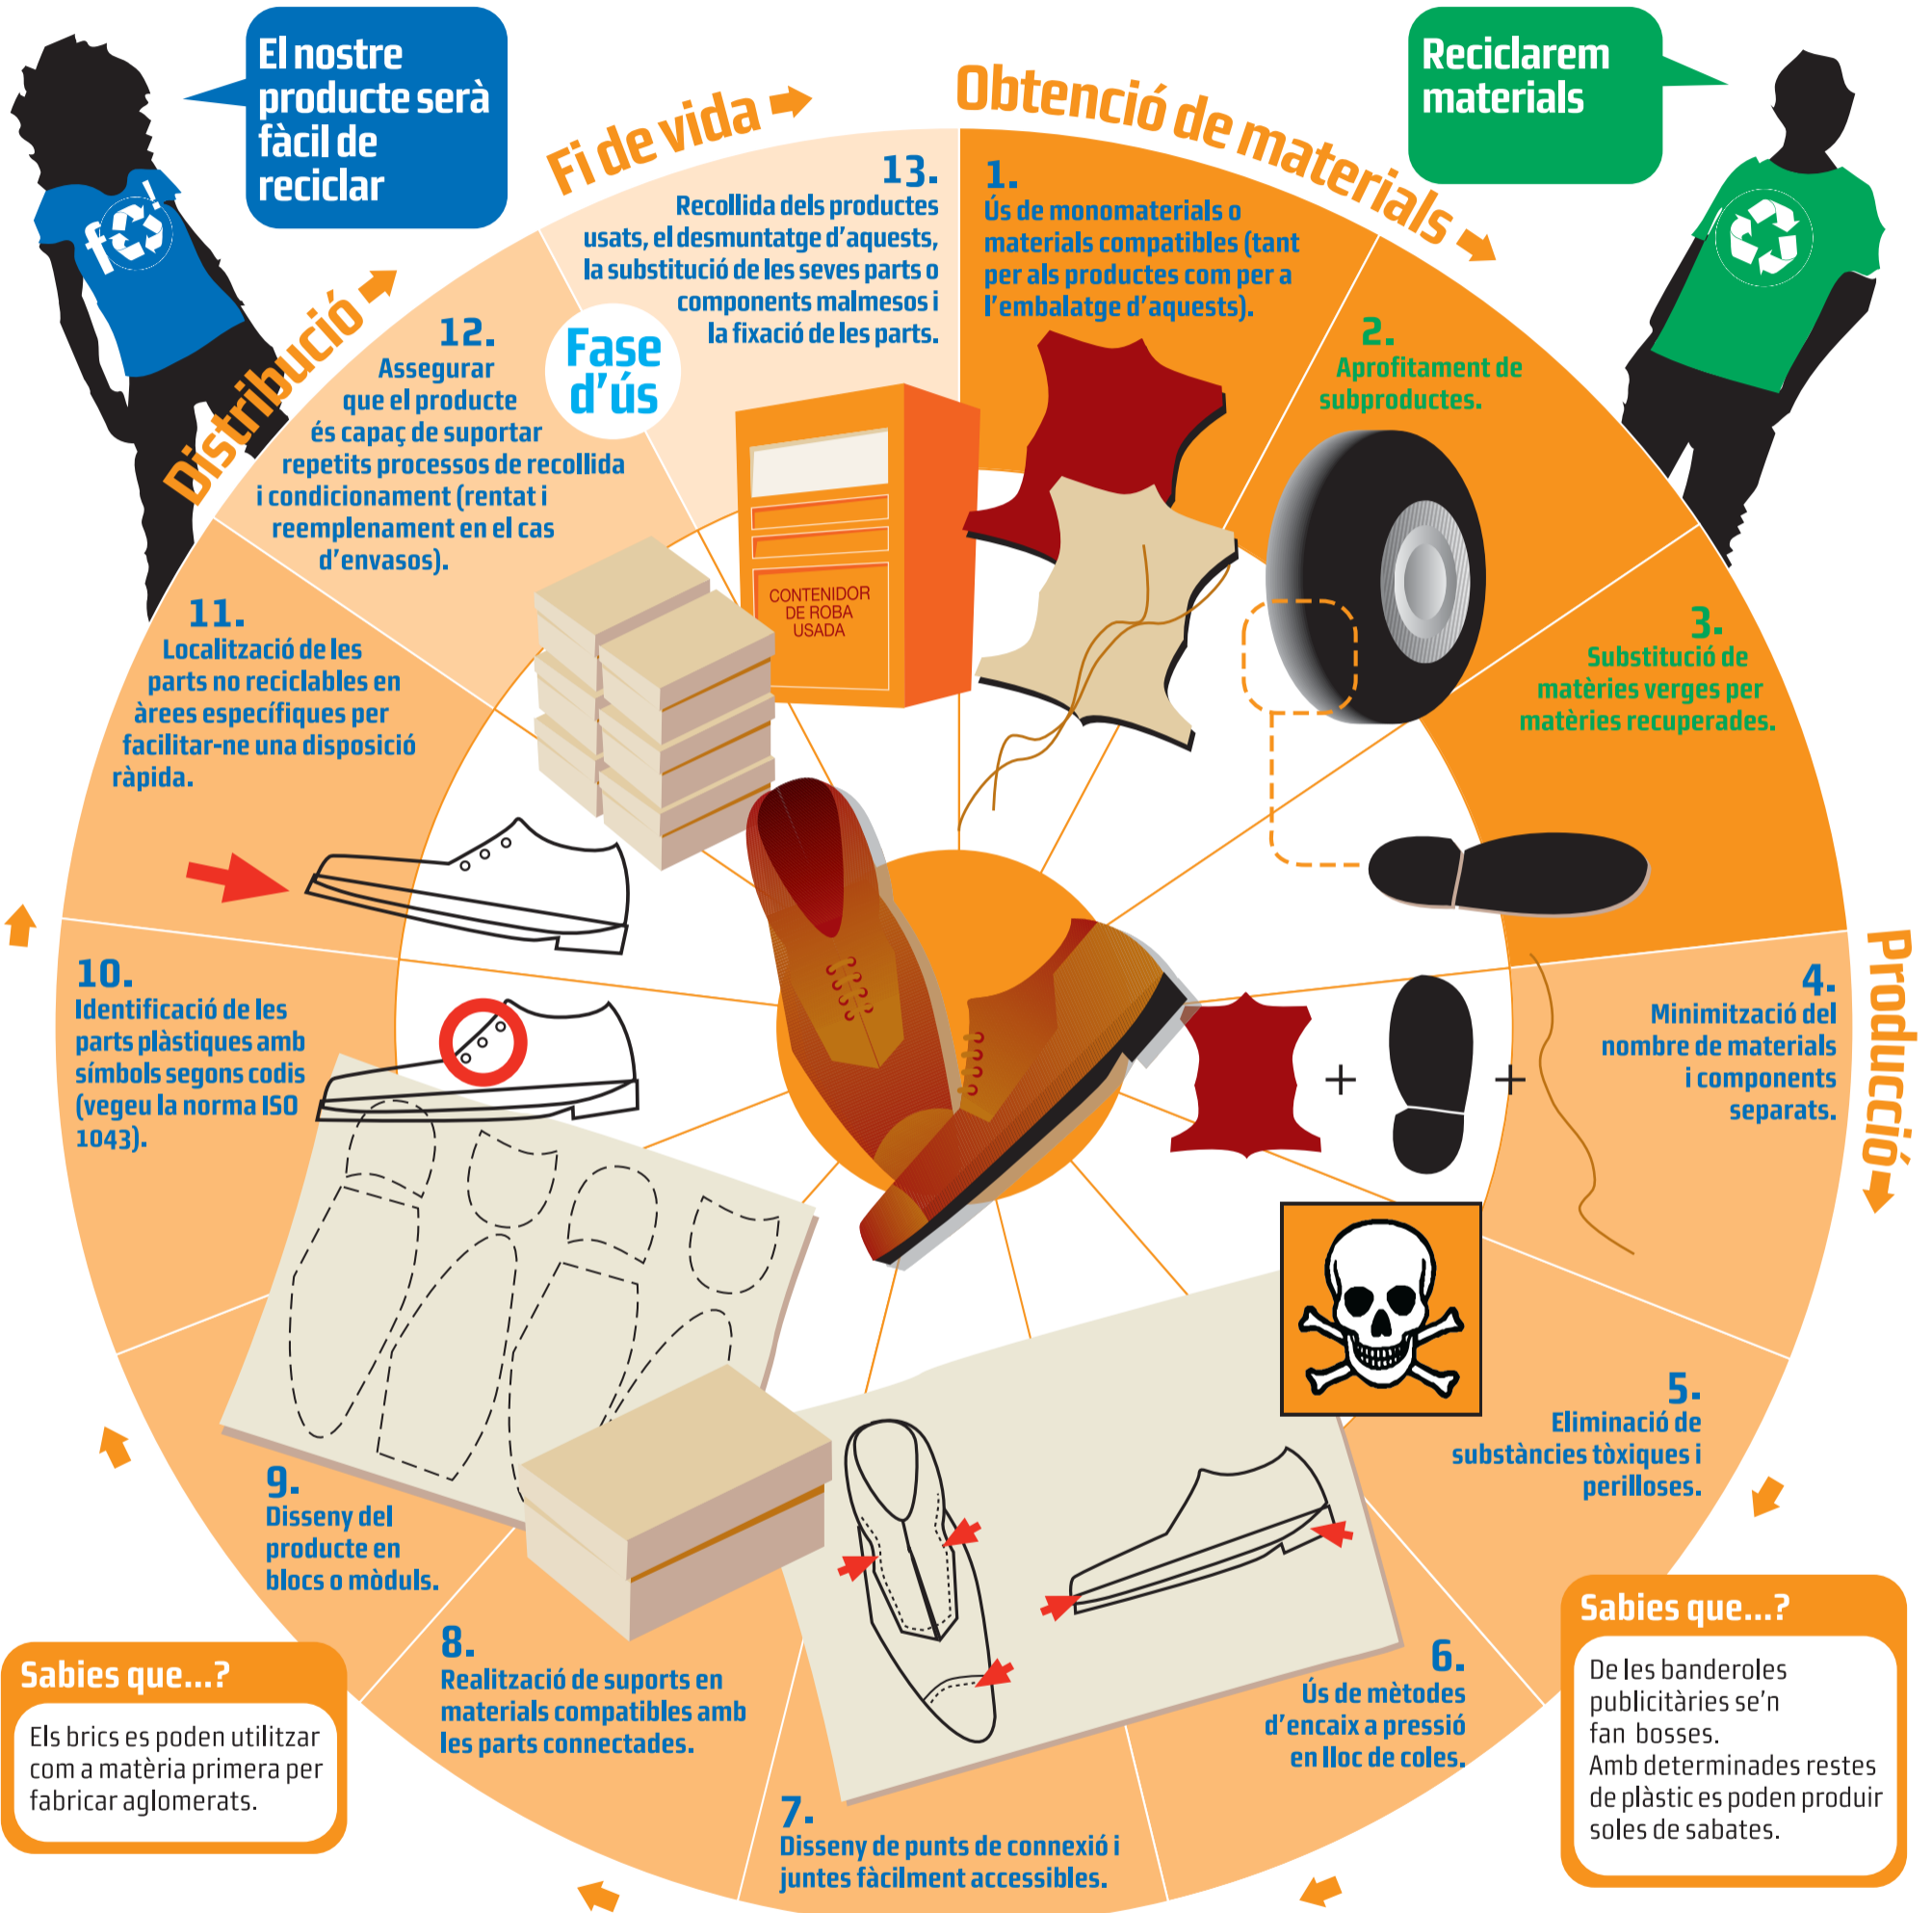 El nostre
producte serà
fàcil de
reciclar
Reciclarem
materials
Fi de vida
Obtenció de materials
Distribució
Producció
Fase
d'ús
1.
Ús de monomaterials o
materials compatibles (tant
per als productes com per a
l'embalatge d'aquests).
2.
Aprofitament de
subproductes.
3.
Substitució de
matèries verges per
matèries recuperades.
4.
Minimització del
nombre de materials
i components
separats.
+
+
5.
Eliminació de
substàncies tòxiques i
perilloses.
6.
Ús de mètodes
d'encaix a pressió
en lloc de coles.
7.
Disseny de punts de connexió i
juntes fàcilment accessibles.
8.
Realització de suports en
materials compatibles amb
les parts connectades.
9.
Disseny del
producte en
blocs o mòduls.
10.
Identificació de les
parts plàstiques amb
símbols segons codis
(vegeu la norma ISO
1043).
11.
Localització de les
parts no reciclables en
àrees específiques per
facilitar-ne una disposició
ràpida.
12.
Assegurar
que el producte
és capaç de suportar
repetits processos de recollida
i condicionament (rentat i
reemplenament en el cas
d'envasos).
13.
Recollida dels productes
usats, el desmuntatge d'aquests,
la substitució de les seves parts o
components malmesos i
la fixació de les parts.
CONTENIDOR
DE ROBA
USADA
Sabies que...?
Els brics es poden utilitzar
com a matèria primera per
fabricar aglomerats.
Sabies que...?
De les banderoles
publicitàries se'n
fan bosses.
Amb determinades restes
de plàstic es poden produir
soles de sabates.